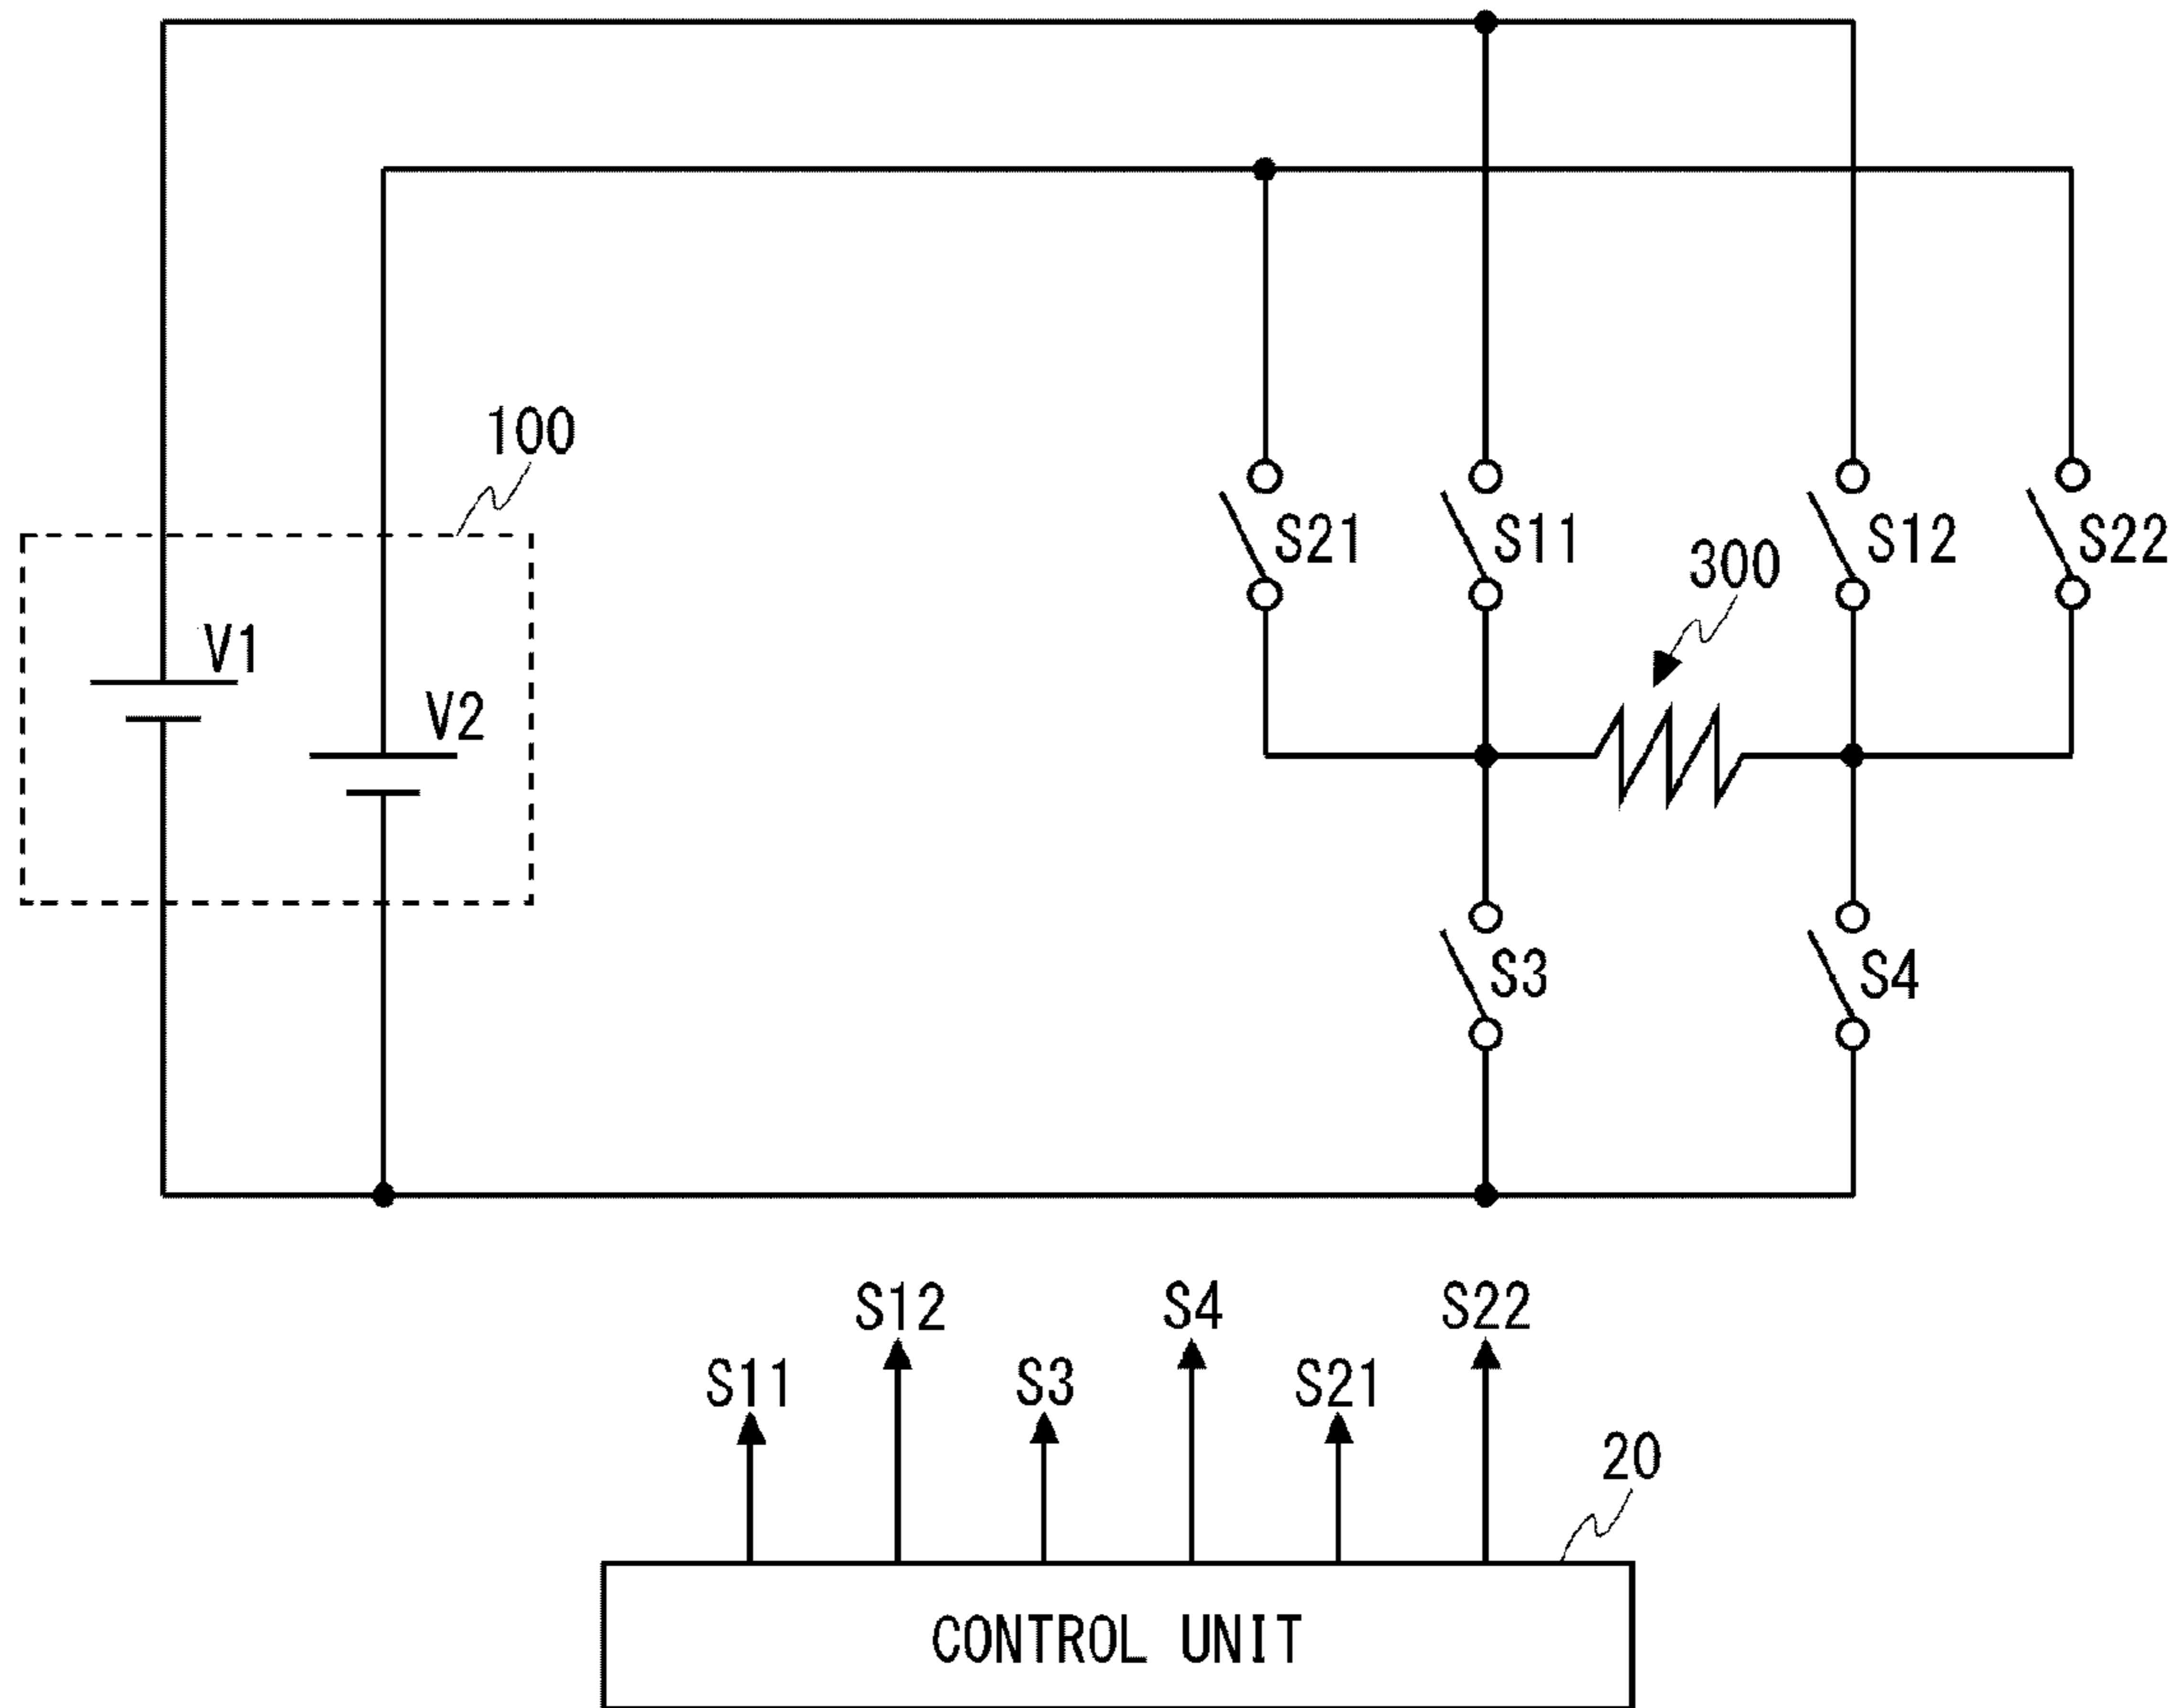 100
S21
S11
S12
S22
300
V1
V2
S3
S4
S12
S4
S22
S11
S3
S21
20
CONTROL UNIT